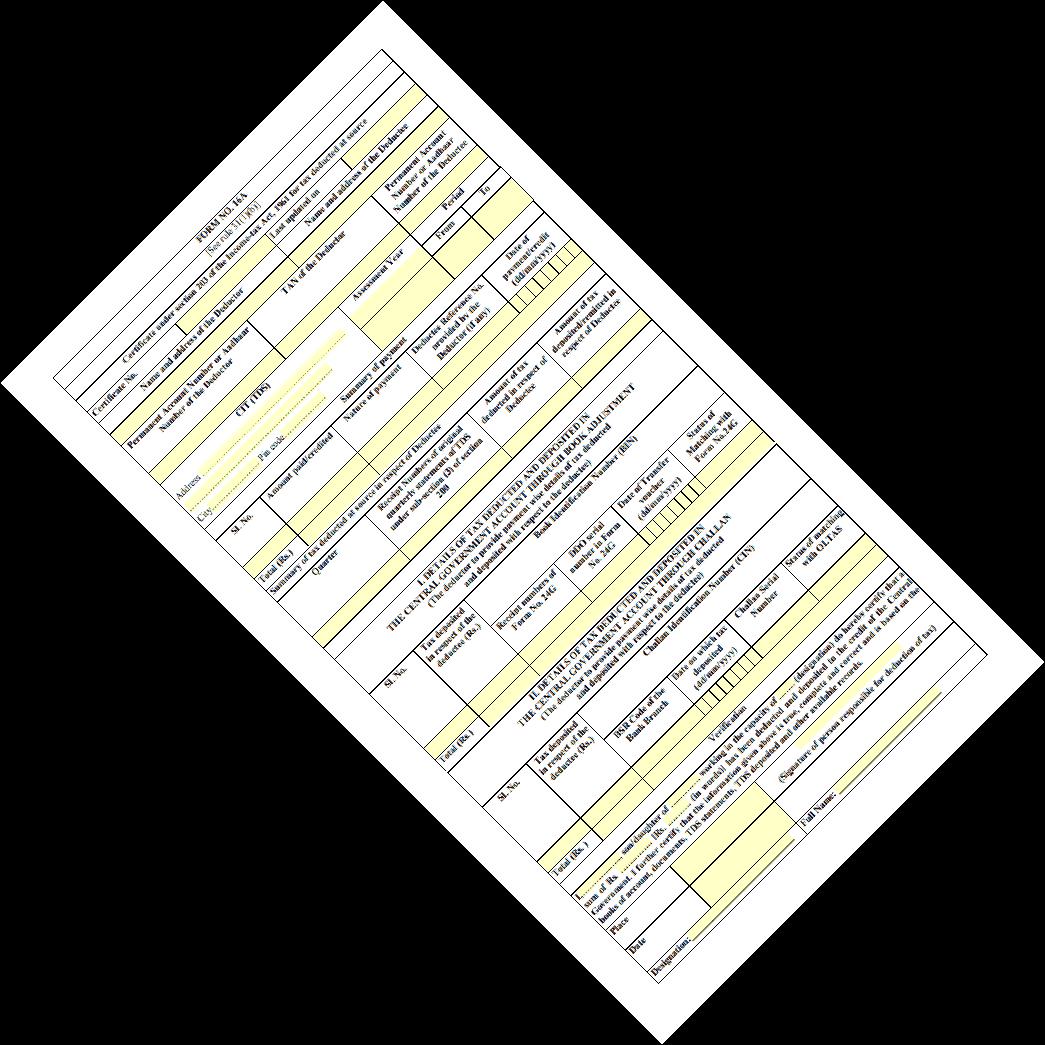 FORM NO. 16A
[See rule 31(1)(b)]
Certificate under section 203 of the Income-tax Act, 1961 for tax deducted at source
Certificate No.
Last updated on
Name and address of the Deductor
Name and address of the Deductee
Permanent Account Number or Aadhaar
Number of the Deductor
TAN of the Deductor
Permanent Account
Number or Aadhaar
Number of the Deductee
CIT (TDS)
Assessment Year
Period
From
To
Address
City Pin code
Summary of payment
Sl. No.
Amount paid/credited
Nature of payment
Deductee Reference No.
provided by the
Deductor (if any)
Date of
payment/credit
(dd/mm/yyyy)
Total (Rs.)
Summary of tax deducted at source in respect of Deductee
Quarter
Receipt Numbers of original
quarterly statements of TDS
under sub-section (3) of section
200
Amount of tax
deducted in respect of
Deductee
Amount of tax
deposited/remitted in
respect of Deductee
I. DETAILS OF TAX DEDUCTED AND DEPOSITED IN
THE CENTRAL GOVERNMENT ACCOUNT THROUGH BOOK ADJUSTMENT
(The deductor to provide payment wise details of tax deducted
and deposited with respect to the deductee)
Sl. No.
Tax deposited
in respect of the
deductee (Rs.)
Book Identification Number (BIN)
Receipt numbers of
Form No. 24G
DDO serial
number in Form
No. 24G
Date of Transfer
voucher
(dd/mm/yyyy)
Status of
Matching with
Form No. 24G
Total (Rs.)
II. DETAILS OF TAX DEDUCTED AND DEPOSITED IN
THE CENTRAL GOVERNMENT ACCOUNT THROUGH CHALLAN
(The deductor to provide payment wise details of tax deducted
and deposited with respect to the deductee)
Sl. No.
Tax deposited
in respect of the
deductee (Rs.)
Challan Identification Number (CIN)
BSR Code of the
Bank Branch
Date on which tax
deposited
(dd/mm/yyyy)
Challan Serial
Number
Status of matching
with OLTAS
Total (Rs. )
Verification
I, ............, son/daughter of ............ working in the capacity of ........ (designation) do hereby certify that a
sum of Rs. ............ [Rs. ............ (in words)] has been deducted and deposited to the credit of the Central
Government. I further certify that the information given above is true, complete and correct and is based on the
books of account, documents, TDS statements, TDS deposited and other available records.
Place
Date
(Signature of person responsible for deduction of tax)
Designation:
Full Name: